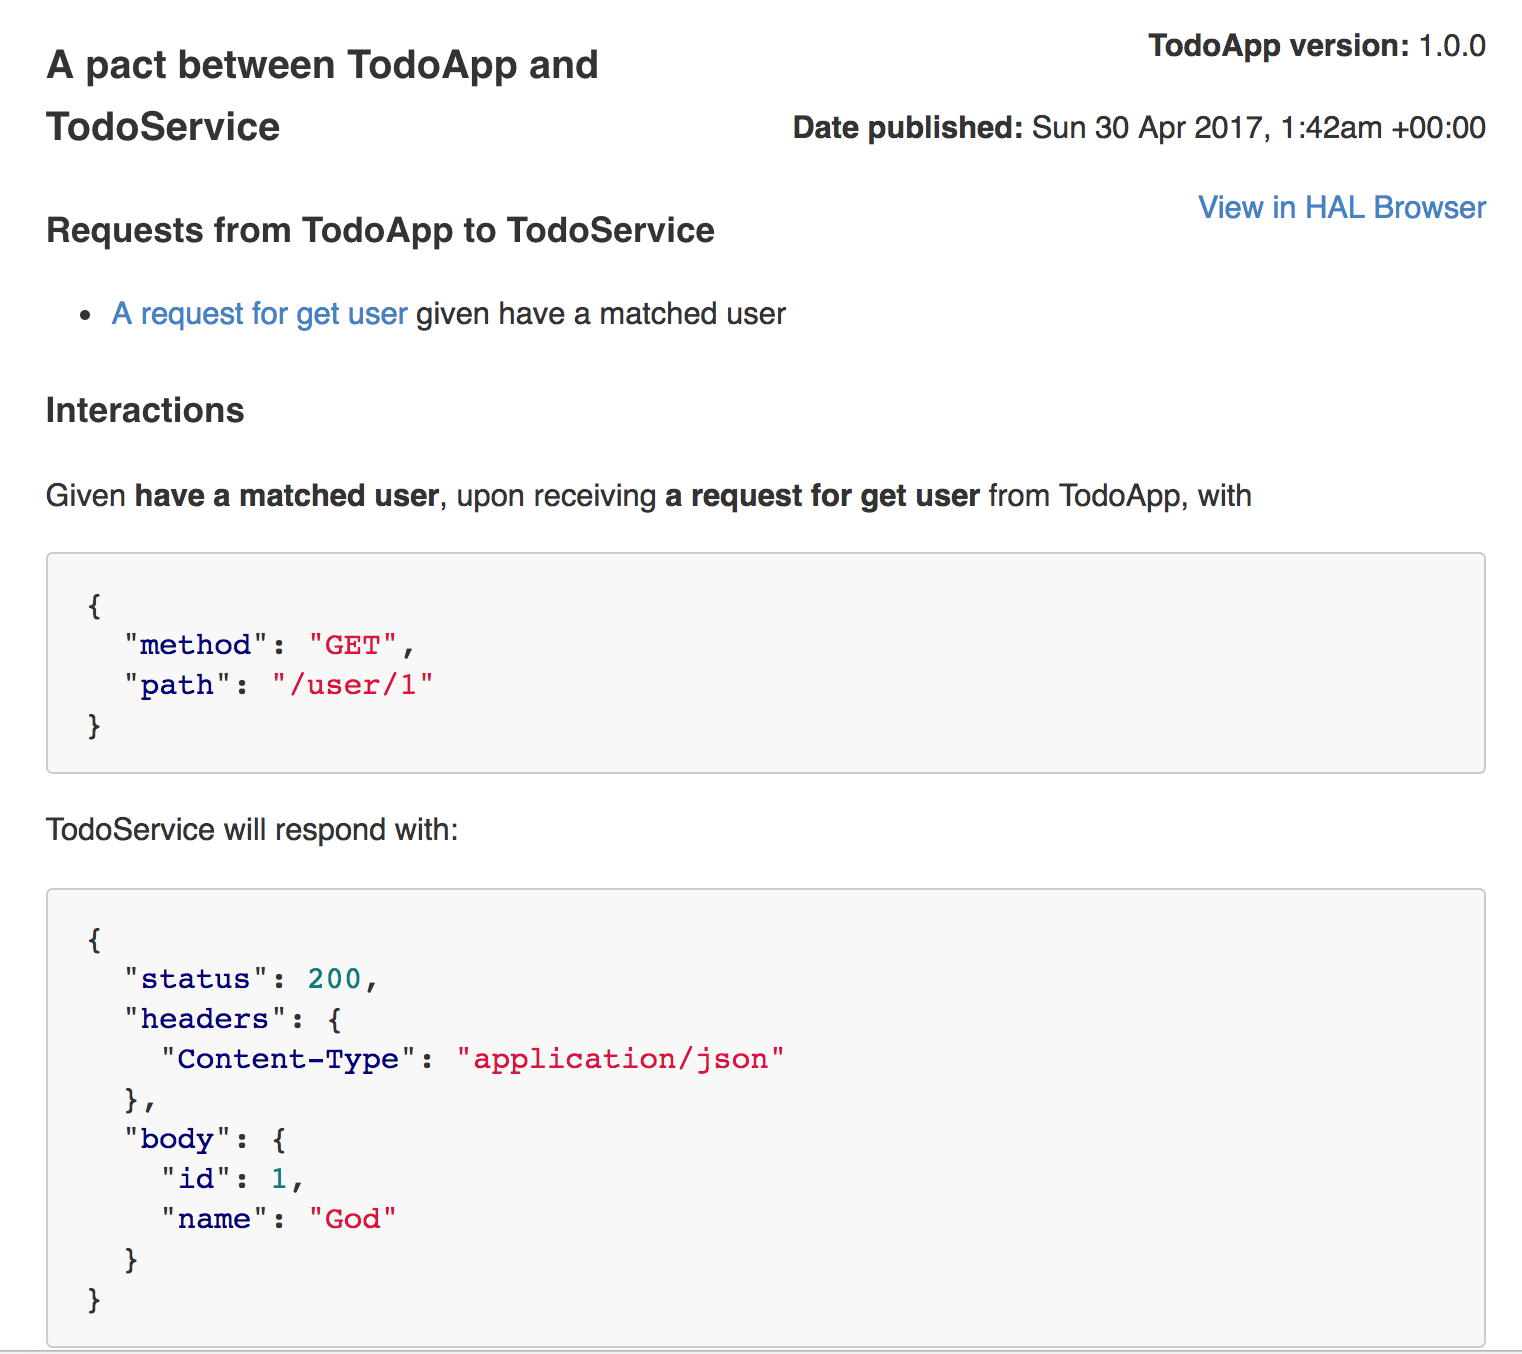 A pact between TodoApp and
TodoService
TodoApp version: 1.0.0
Date published: Sun 30 Apr 2017, 1:42am +00:00
View in HAL Browser
Requests from TodoApp to TodoService
• A request for get user given have a matched user
Interactions
Given have a matched user, upon receiving a request for get user from TodoApp, with
{
  "method": "GET",
  "path": "/user/1"
}
TodoService will respond with:
{
  "status": 200,
  "headers": {
    "Content-Type": "application/json"
  },
  "body": {
    "id": 1,
    "name": "God"
  }
}